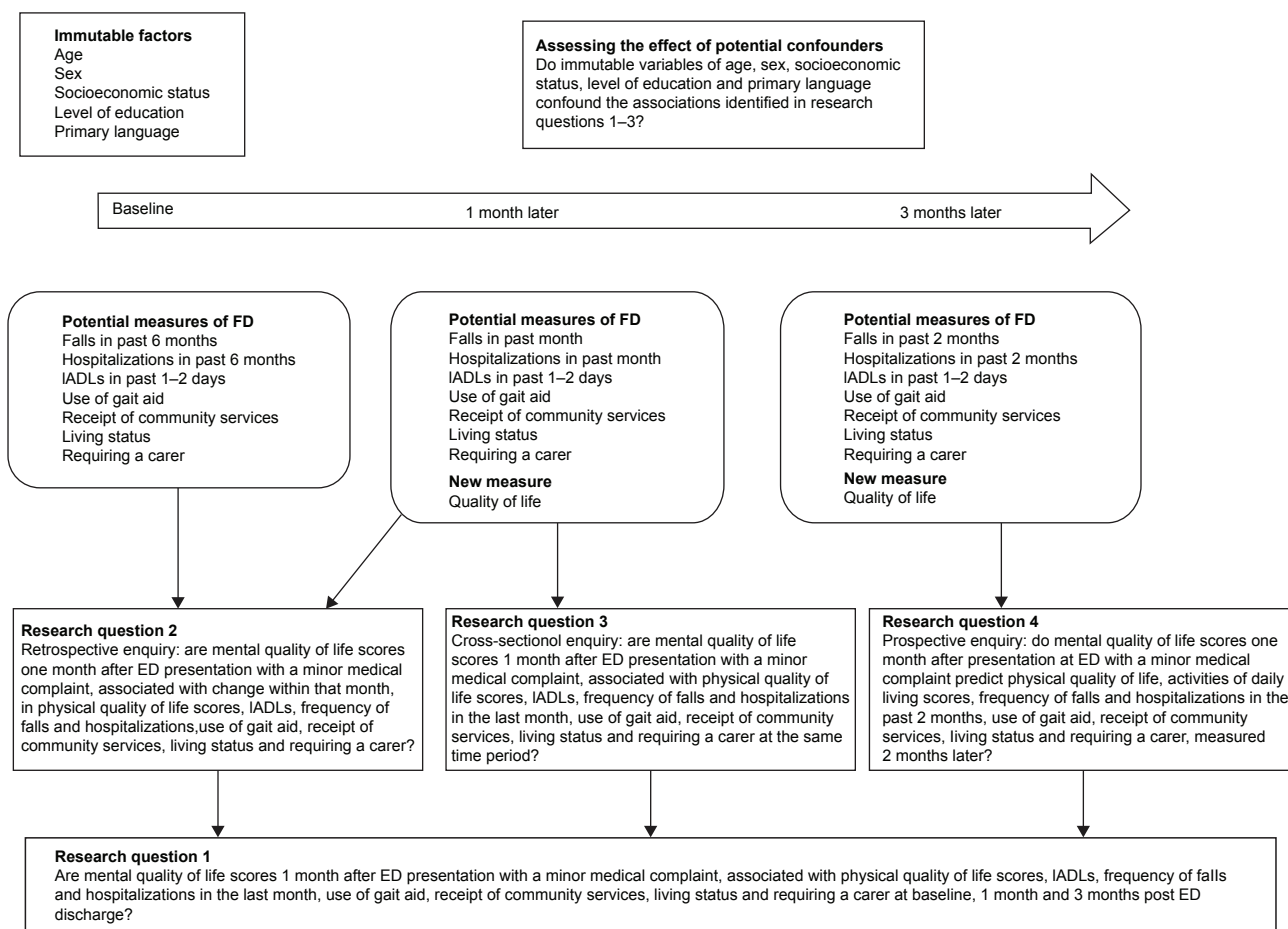 Immutable factors
Age
Sex
Socioeconomic status
Level of education
Primary language
Assessing the effect of potential confounders
Do immutable variables of age, sex, socioeconomic
status, level of education and primary language
confound the associations identified in research
questions 1–3?
Baseline
1 month later
3 months later
Potential measures of FD
Falls in past 6 months
Hospitalizations in past 6 months
IADLs in past 1–2 days
Use of gait aid
Receipt of community services
Living status
Requiring a carer
Potential measures of FD
Falls in past month
Hospitalizations in past month
IADLs in past 1–2 days
Use of gait aid
Receipt of community services
Living status
Requiring a carer
New measure
Quality of life
Potential measures of FD
Falls in past 2 months
Hospitalizations in past 2 months
IADLs in past 1–2 days
Use of gait aid
Receipt of community services
Living status
Requiring a carer
New measure
Quality of life
Research question 2
Retrospective enquiry: are mental quality of life scores
one month after ED presentation with a minor medical
complaint, associated with change within that month,
in physical quality of life scores, IADLs, frequency of
falls and hospitalizations,use of gait aid, receipt of
community services, living status and requiring a carer?
Research question 3
Cross-sectionol enquiry: are mental quality of life
scores 1 month after ED presentation with a minor
medical complaint, associated with physical quality of
life scores, IADLs, frequency of falls and hospitalizations
in the last month, use of gait aid, receipt of community
services, living status and requiring a carer at the same
time period?
Research question 4
Prospective enquiry: do mental quality of life scores one
month after presentation at ED with a minor medical
complaint predict physical quality of life, activities of daily
living scores, frequency of falls and hospitalizations in the
past 2 months, use of gait aid, receipt of community
services, living status and requiring a carer, measured
2 months later?
Research question 1
Are mental quality of life scores 1 month after ED presentation with a minor medical complaint, associated with physical quality of life scores, IADLs, frequency of falls
and hospitalizations in the last month, use of gait aid, receipt of community services, living status and requiring a carer at baseline, 1 month and 3 months post ED
discharge?